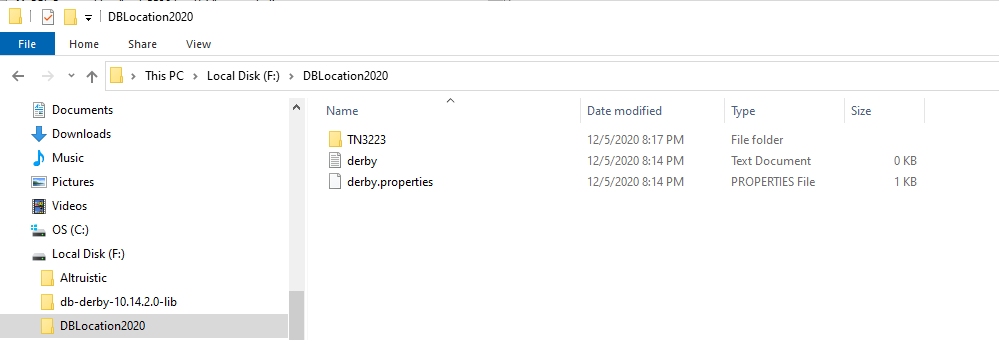 DBLocation2020
File Home Share View
This PC Local Disk (F:) DBLocation2020
Name Date modified Type Size
Documents
TN3223 12/5/2020 8:17 PM File folder
Downloads
derby 12/5/2020 8:14 PM Text Document 0 KB
Music
derby.properties 12/5/2020 8:14 PM PROPERTIES File 1 KB
Pictures
Videos
OS (C:)
Local Disk (F:)
Altruistic
db-derby-10.14.2.0-lib
DBLocation2020